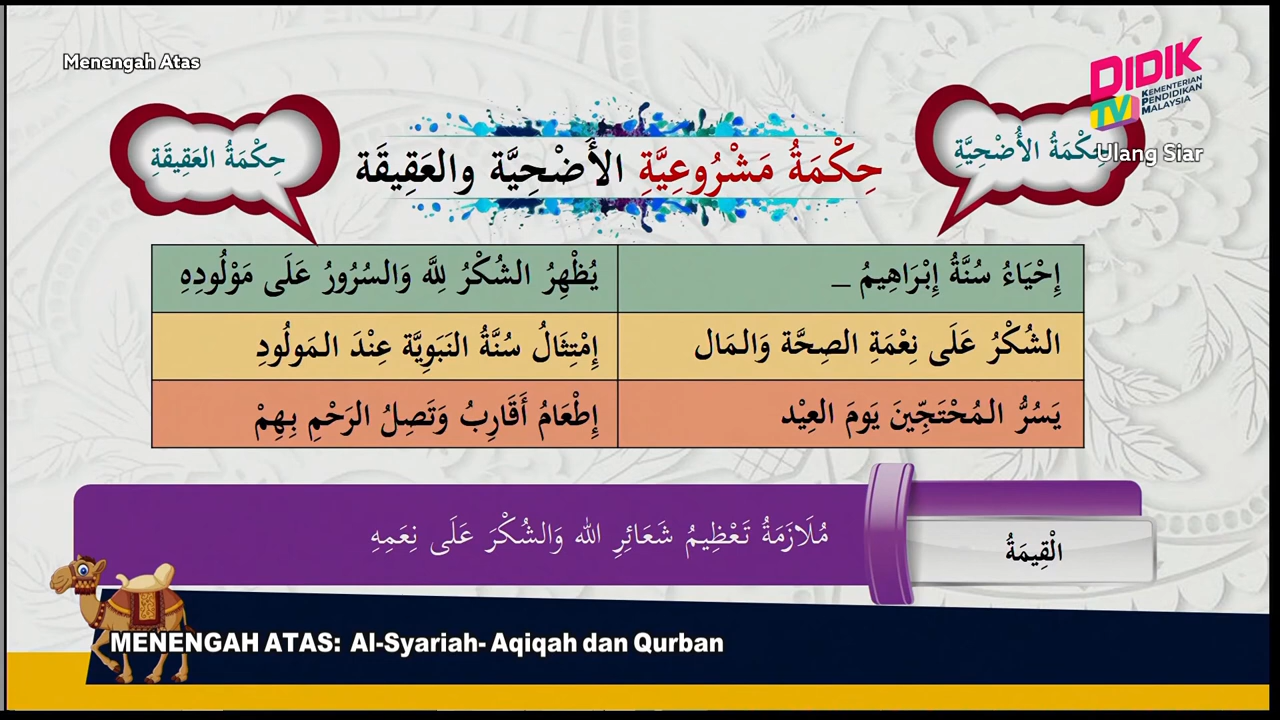 Menengah Atas
DIDIK
TV
KEMENTERIAN
PENDIDIKAN
MALAYSIA
Ulang Siar
حِكْمَةُ الأُضْحِيَّةِ
حِكْمَةُ مَشْرُوعِيَّةِ الأُضْحِيَّة والعَقِيقَة
حِكْمَةُ العَقِيقَةِ
إِحْيَاءُ سُنَّةُ إِبْرَاهِيمُ _
يُظْهِرُ الشُكْرُ لِلَّه وَالسُرُورُ عَلَى مَوْلُودِهِ
الشُكْرُ عَلَى نِعْمَةِ الصِحَّة وَالمَال
إِمْتِثَالُ سُنَّةُ النَبَوِيَّة عِنْدَ المَولُودِ
يَسُرُّ المُحْتَجِّينَ يَومَ العِيْد
إِطْعَامُ أَقَارِبُ وَتَصِلُ الرَحْمِ بِهِمْ
الْقِيمَةُ
مُلَازَمَةُ تَعْظِيمُ شَعَائِرِ الله وَالشُكْرَ عَلَى نِعَمِهِ
MENENGAH ATAS: Al-Syariah- Aqiqah dan Qurban